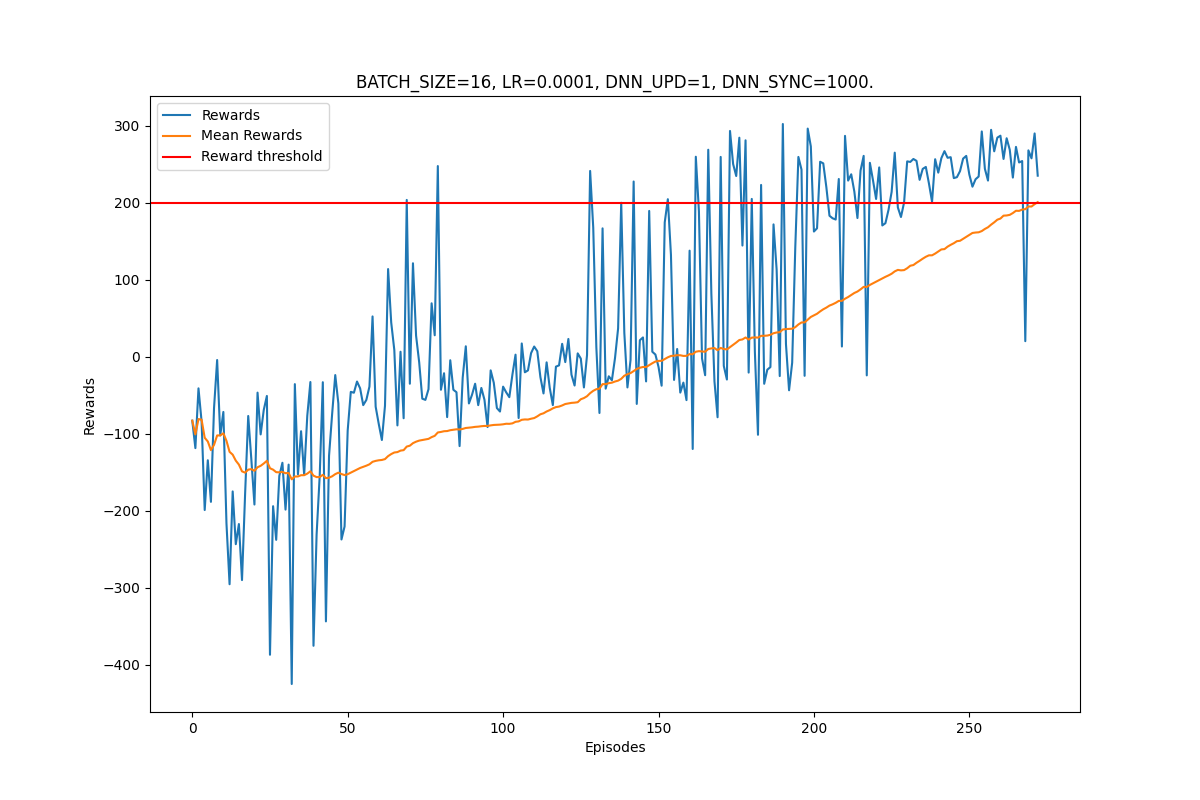 BATCH_SIZE=16, LR=0.0001, DNN_UPD=1, DNN_SYNC=1000.
Rewards
Mean Rewards
Reward threshold
300
200
100
0
−100
−200
−300
−400
Rewards
0 50 100 150 200 250
Episodes